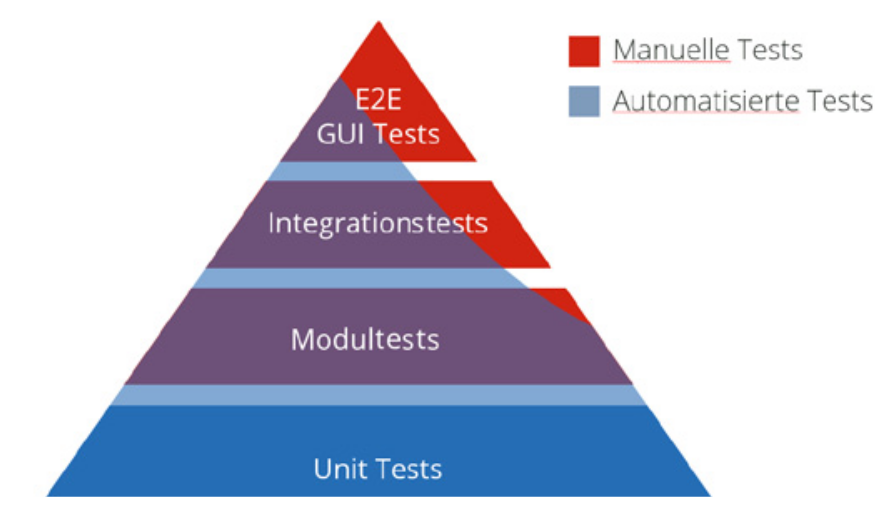 Manuelle Tests
Automatisierte Tests
E2E
GUI Tests
Integrationstests
Modultests
Unit Tests